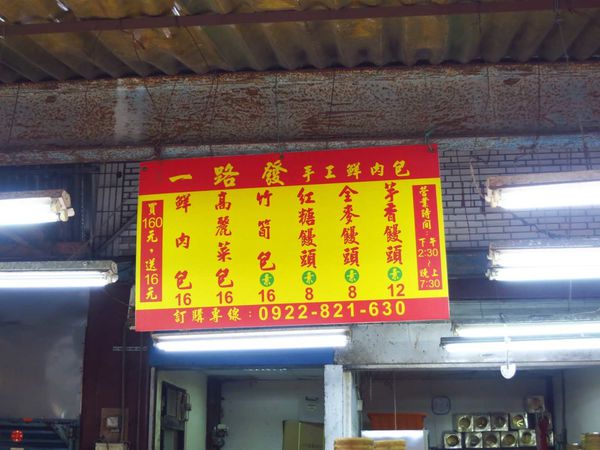 一路發 手工鮮肉包
買160元,送16元
鮮肉包 16
高麗菜包 16
竹筍包 素 16
紅糖饅頭 素 8
全麥饅頭 素 8
芋香饅頭 素 12
營業時間:下午2:30~晚上7:30
訂購專線:0922-821-630